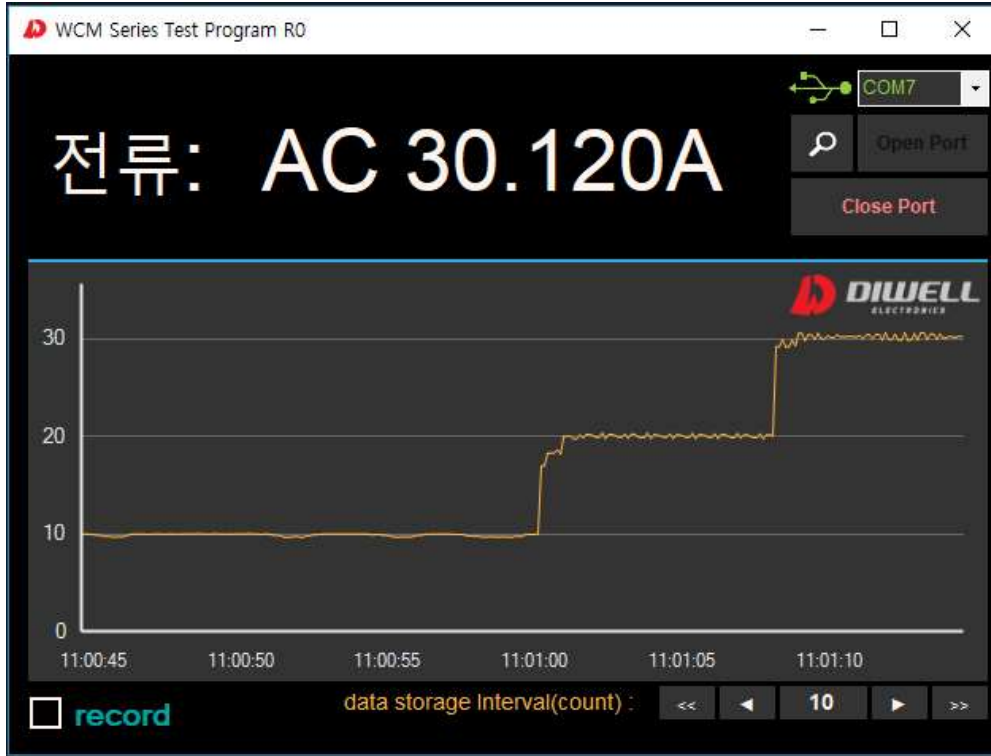 WCM Series Test Program R0
COM7
전류: AC 30.120A
Open Port
Close Port
DIWELL
ELECTRONICS
30
20
10
0
11:00:45 11:00:50 11:00:55 11:01:00 11:01:05 11:01:10
record
data storage Interval(count) : << ◀ 10 ▶ >>